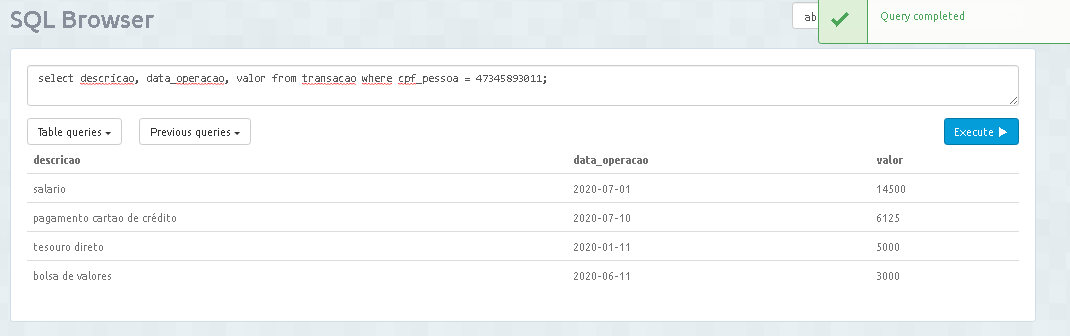 SQL Browser
ab
Query completed
select descricao, data_operacao, valor from transacao where cpf_pessoa = 47345893011;
Table queries
Previous queries
Execute
descricao data_operacao valor
salario 2020-07-01 14500
pagamento cartao de crédito 2020-07-10 6125
tesouro direto 2020-01-11 5000
bolsa de valores 2020-06-11 3000